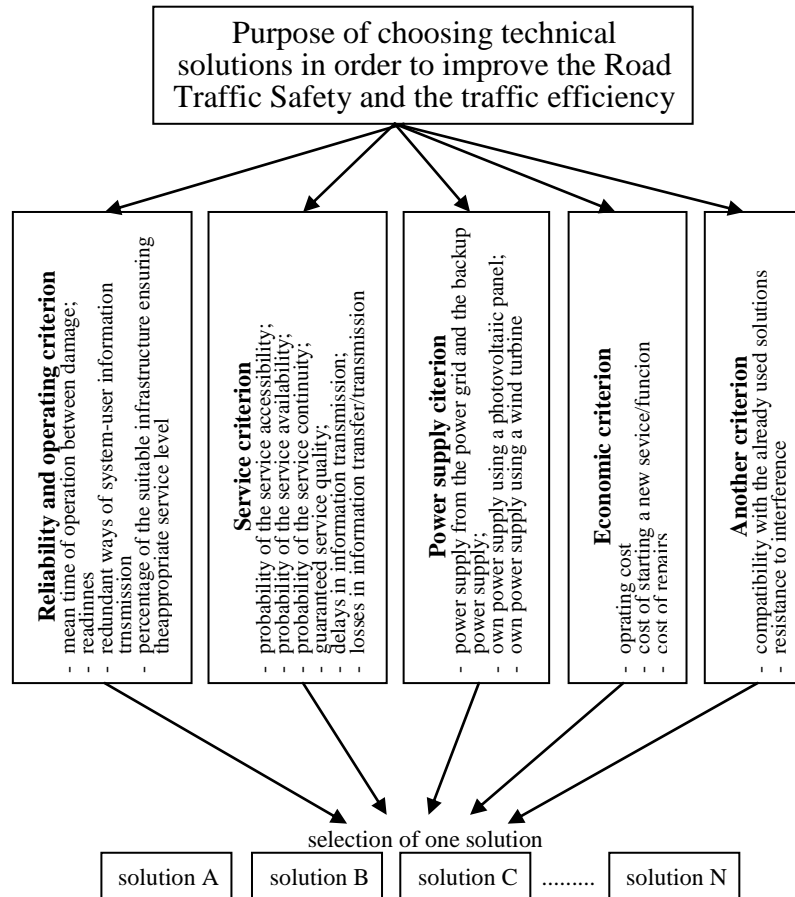 Purpose of choosing technical
solutions in order to improve the Road
Traffic Safety and the traffic efficiency
Reliability and operating criterion
- mean time of operation between damage;
- readinnes
- redundant ways of system-user information
trnsmission
- percentage of the suitable infrastructure ensuring
theappropriate service level
Service criterion
- probability of the service accessibility;
- probability of the service availability;
- probability of the service continuity;
- guaranteed service quality;
- delays in information transmission;
- losses in information transfer/transmission
Power supply citerion
- power supply from the power grid and the backup
power supply;
- own power supply using a photovoltaiic panel;
- own power supply using a wind turbine
Economic criterion
- oprating cost
- cost of starting a new sevice/funcion
- cost of renairs
Another criterion
- compatibility with the already used solutions
- resistance to interference
selection of one solution
solution A
solution B
solution C
.........
solution N